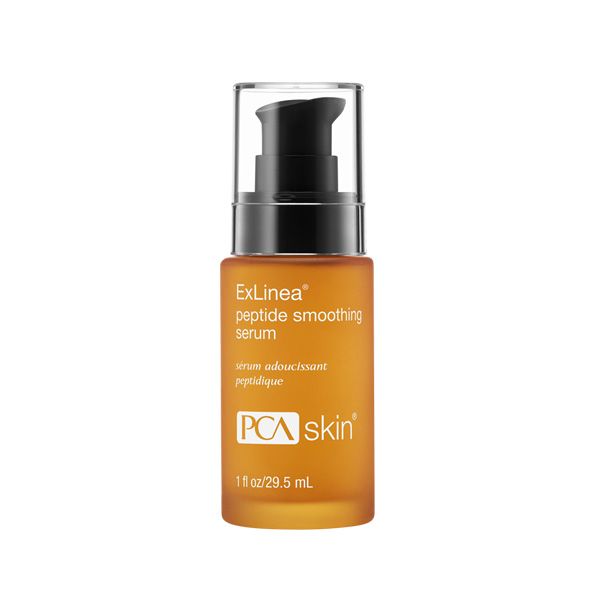 ExLinea®
peptide smoothing
serum
sérum adoucissant
peptidique
PCA skin®
1 fl oz/29.5 mL